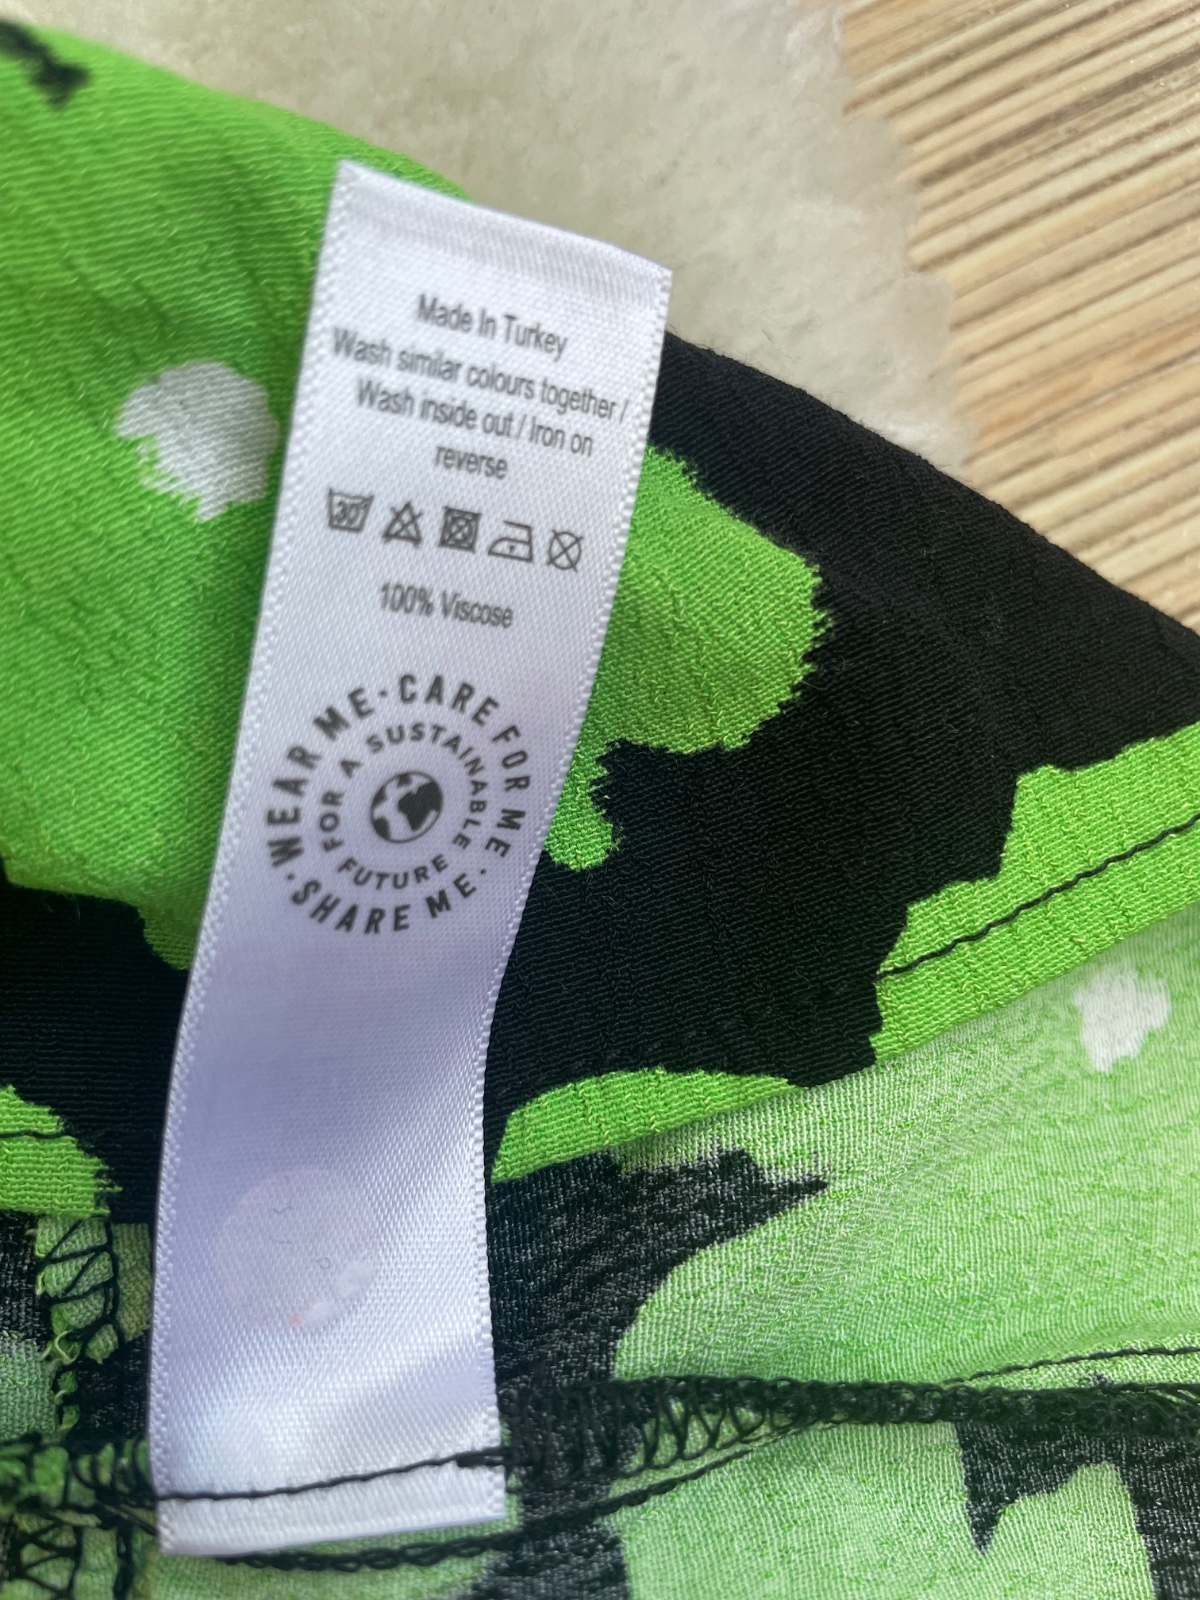 Made In Turkey
Wash similar colours together /
Wash inside out / Iron on
reverse
30
100% Viscose
WEAR ME · CARE FOR ME · SHARE ME ·
FOR A SUSTAINABLE FUTURE